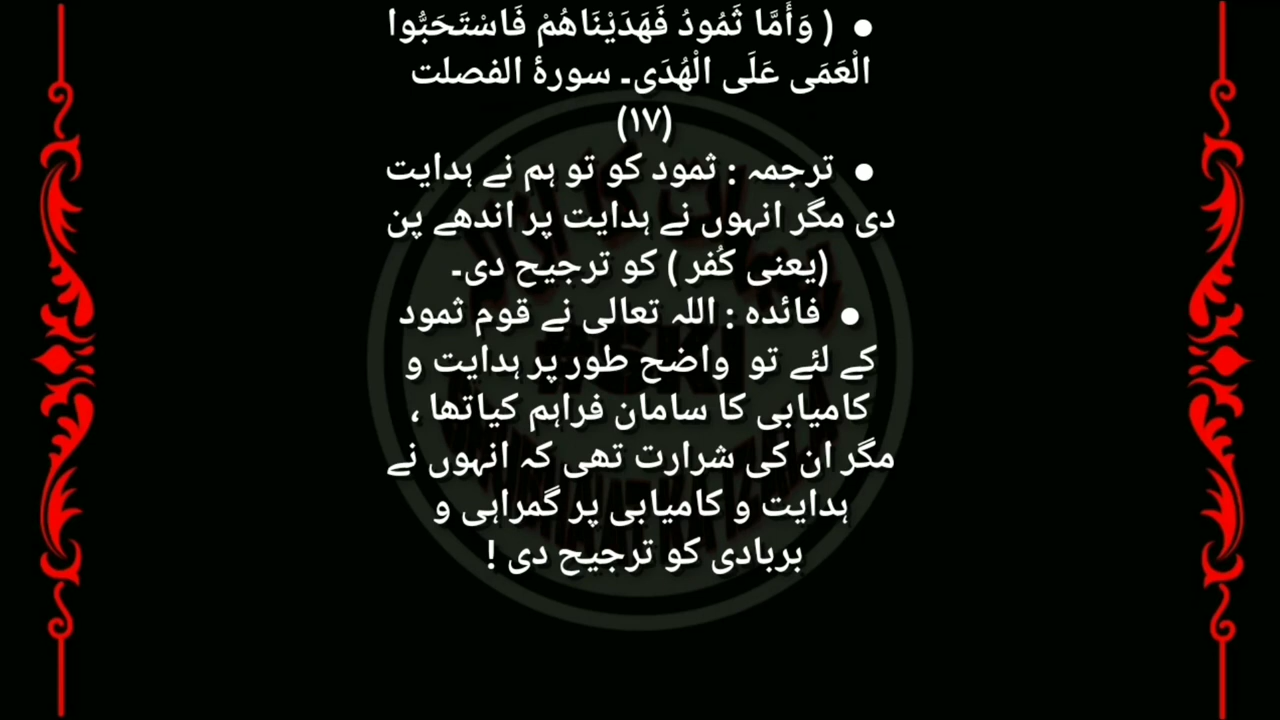 ● ( وَأَمَّا ثَمُودُ فَهَدَيْنَاهُمْ فَاسْتَحَبُّوا
الْعَمَى عَلَى الْهُدَى۔ سورۂ الفصلت
(۱۷)
● ترجمہ : ثمود کو تو ہم نے ہدایت
دی مگر انہوں نے ہدایت پر اندھے پن
(یعنی کُفر ) کو ترجیح دی۔
● فائدہ : اللہ تعالی نے قوم ثمود
کے لئے تو واضح طور پر ہدایت و
کامیابی کا سامان فراہم کیاتھا ،
مگر ان کی شرارت تھی کہ انہوں نے
ہدایت و کامیابی پر گمراہی و
بربادی کو ترجیح دی !